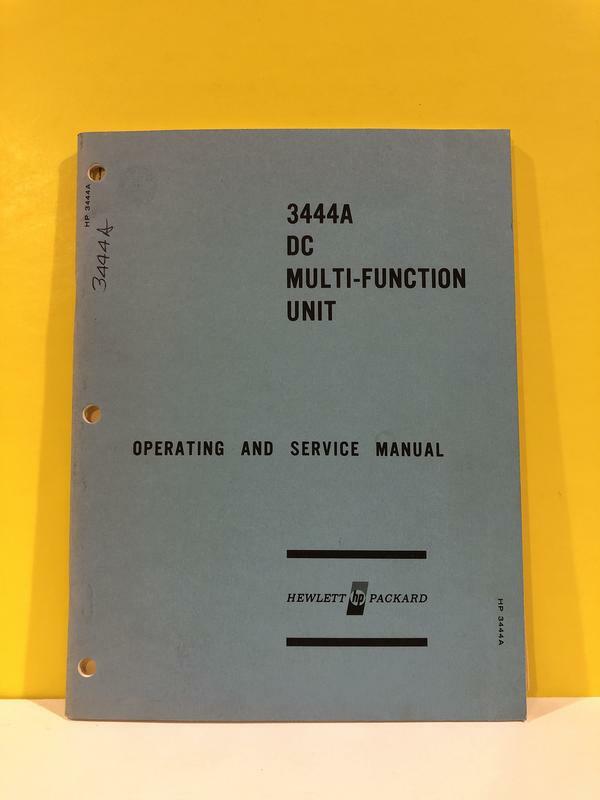 HP 3444A
3444A
3444A
DC
MULTI-FUNCTION
UNIT
OPERATING AND SERVICE MANUAL
HEWLETT hp PACKARD
HP 3444A